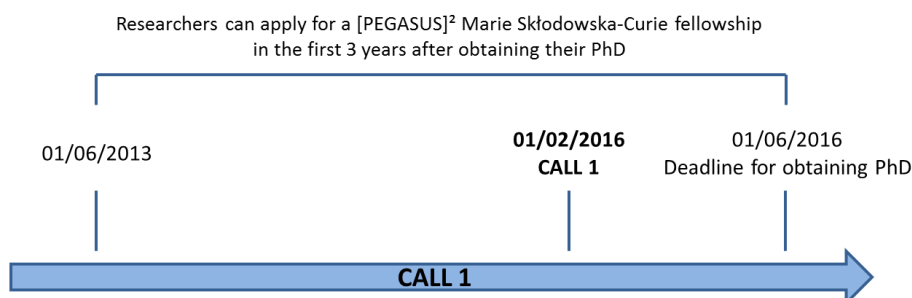 Researchers can apply for a [PEGASUS]² Marie Skłodowska-Curie fellowship
in the first 3 years after obtaining their PhD
01/06/2013
01/02/2016
CALL 1
01/06/2016
Deadline for obtaining PhD
CALL 1